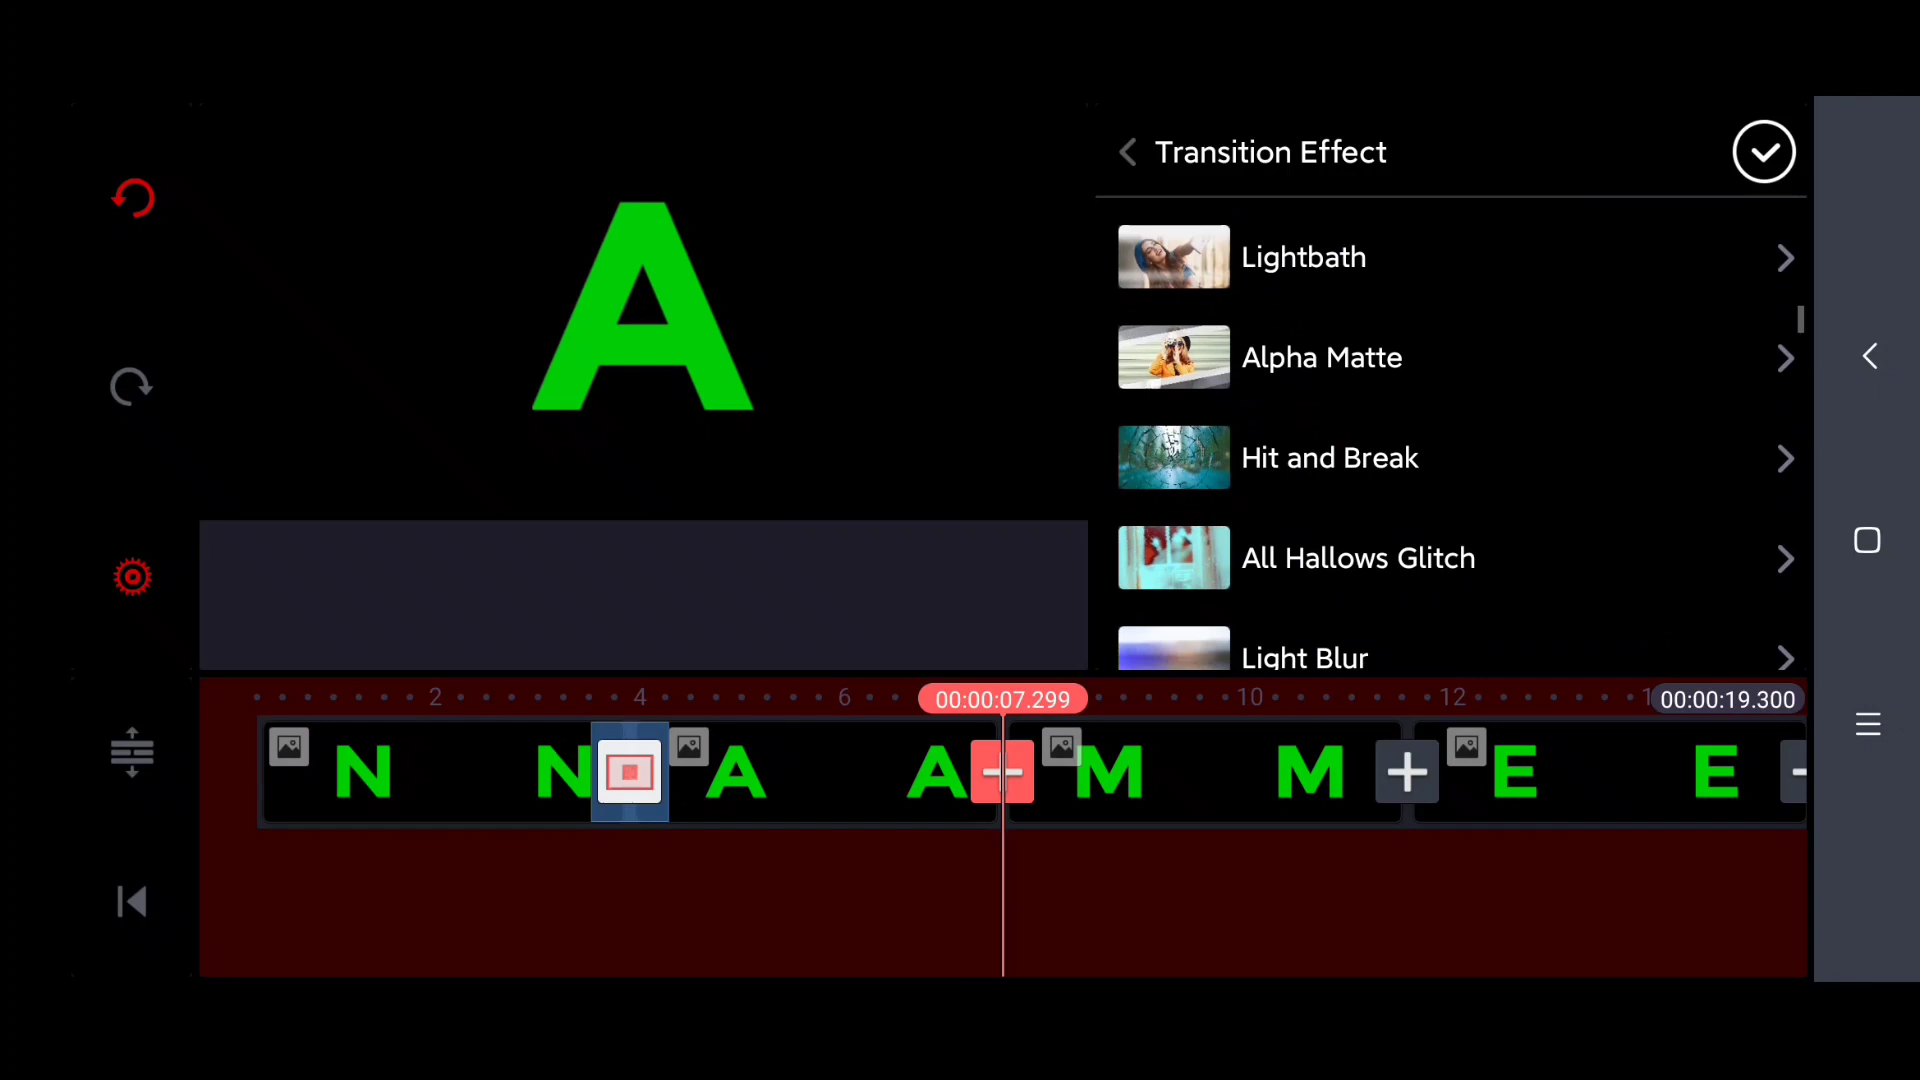 Transition Effect
A
Lightbath
Alpha Matte
Hit and Break
All Hallows Glitch
Light Blur
2 4 6 00:00:07.299 10 12 00:00:19.300
N N A A M M E E